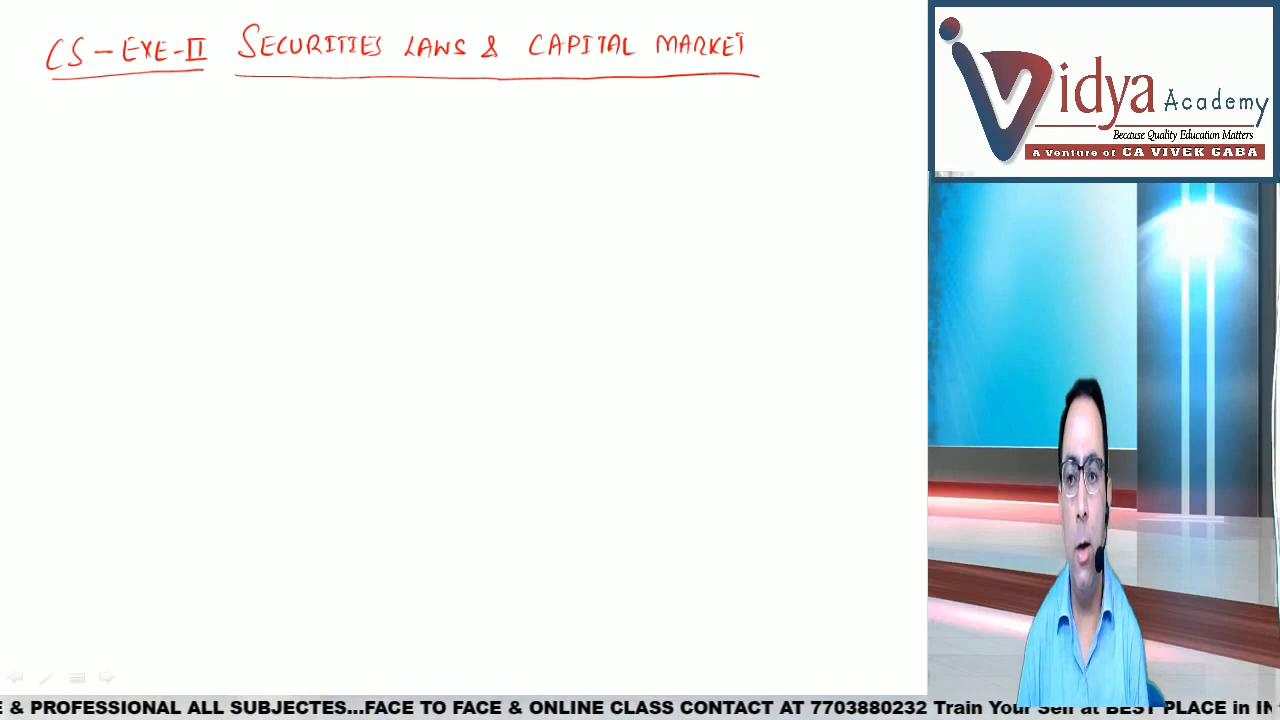 CS - EXE - II SECURITIES LAWS & CAPITAL MARKET
Vidya Academy
Because Quality Education Matters
A Venture of CA VIVEK GABA
E & PROFESSIONAL ALL SUBJECTES...FACE TO FACE & ONLINE CLASS CONTACT AT 7703880232 Train Your Self at BEST PLACE in IN